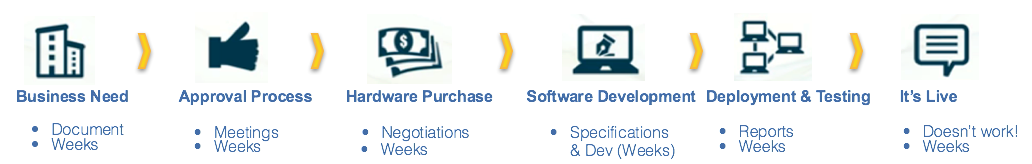 Business Need
• Document
• Weeks
Approval Process
• Meetings
• Weeks
Hardware Purchase
• Negotiations
• Weeks
Software Development
• Specifications
& Dev (Weeks)
Deployment & Testing
• Reports
• Weeks
It's Live
• Doesn't work!
• Weeks